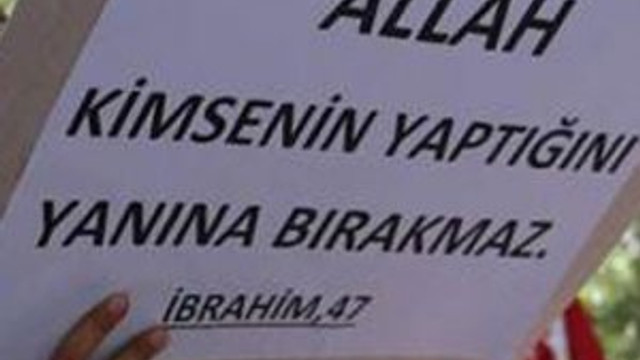 ALLAH
KİMSENİN YAPTIĞINI
YANINA BIRAKMAZ.
İBRAHİM,47